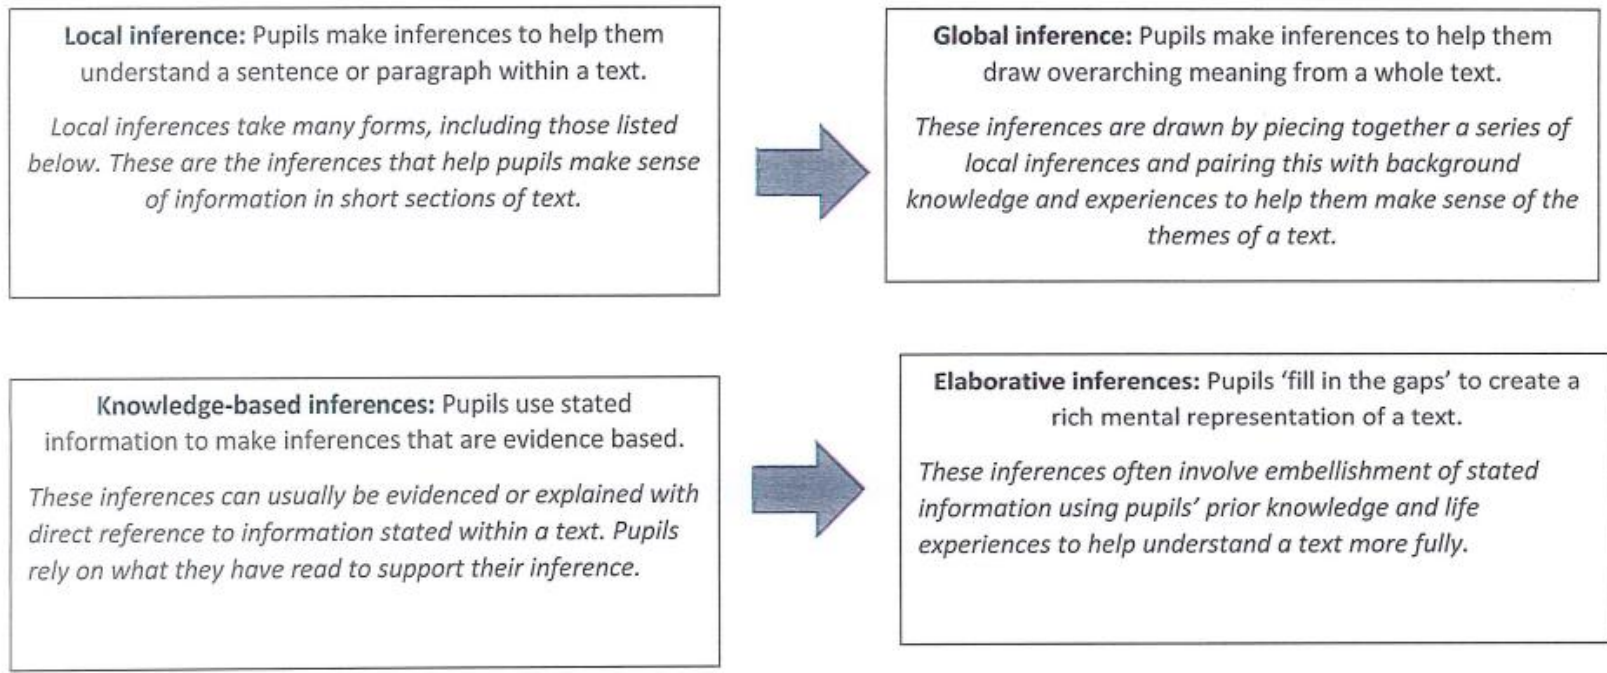 Local inference: Pupils make inferences to help them
understand a sentence or paragraph within a text.
Local inferences take many forms, including those listed
below. These are the inferences that help pupils make sense
of information in short sections of text.
Global inference: Pupils make inferences to help them
draw overarching meaning from a whole text.
These inferences are drawn by piecing together a series of
local inferences and pairing this with background
knowledge and experiences to help them make sense of the
themes of a text.
Knowledge-based inferences: Pupils use stated
information to make inferences that are evidence based.
These inferences can usually be evidenced or explained with
direct reference to information stated within a text. Pupils
rely on what they have read to support their inference.
Elaborative inferences: Pupils ‘fill in the gaps’ to create a
rich mental representation of a text.
These inferences often involve embellishment of stated
information using pupils’ prior knowledge and life
experiences to help understand a text more fully.